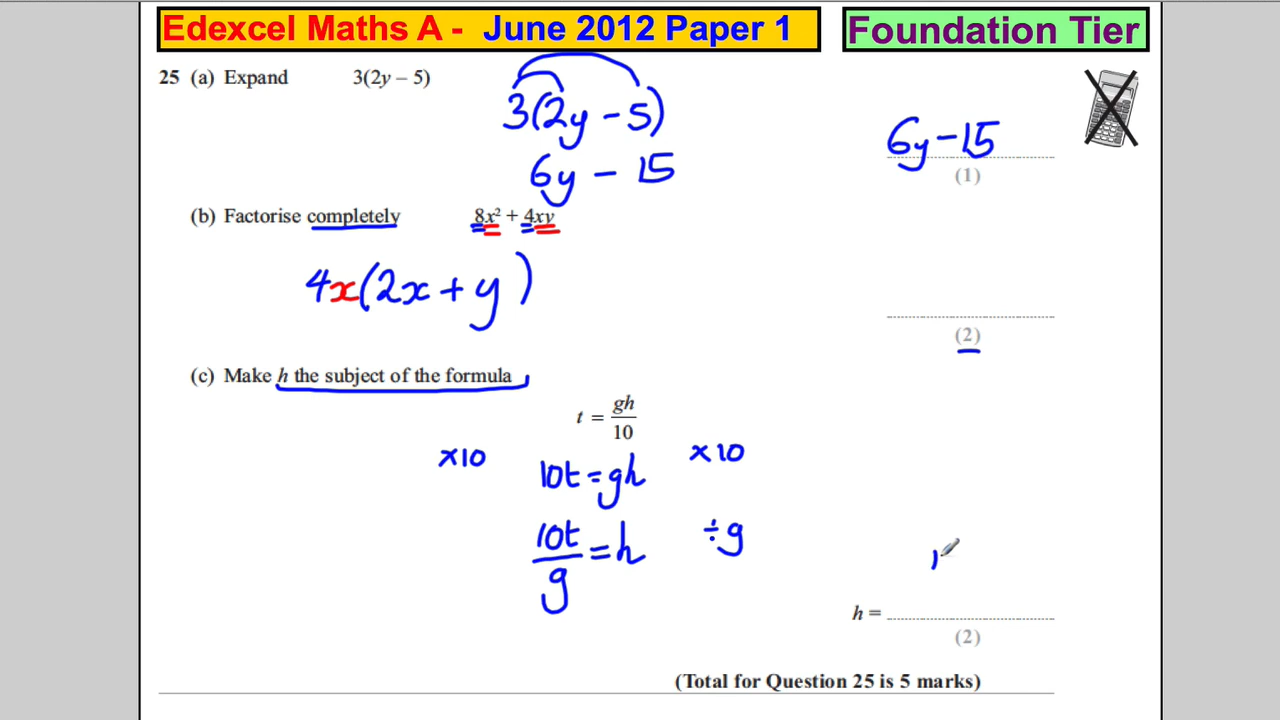 Edexcel Maths A - June 2012 Paper 1
Foundation Tier
25 (a) Expand 3(2y – 5)
3(2y – 5)
6y – 15
6y – 15
(1)
(b) Factorise completely 8x² + 4xy
4x(2x + y)
(2)
(c) Make h the subject of the formula
t = gh/10
×10 10t = gh ×10
10t/g = h ÷g
h =
(2)
(Total for Question 25 is 5 marks)